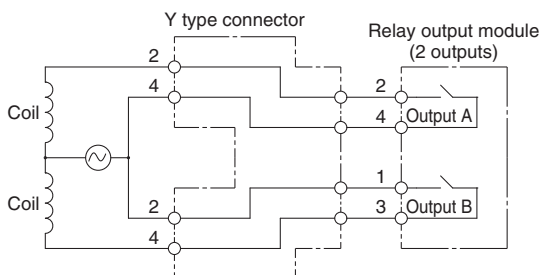 Y type connector
Relay output module
(2 outputs)
2
4
2
4
Output A
Coil
Coil
1
3
Output B
2
4